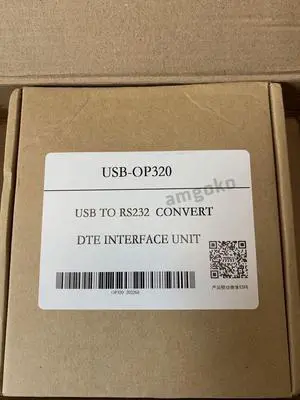 USB-OP320
amgokn
USB TO RS232 CONVERT
DTE INTERFACE UNIT